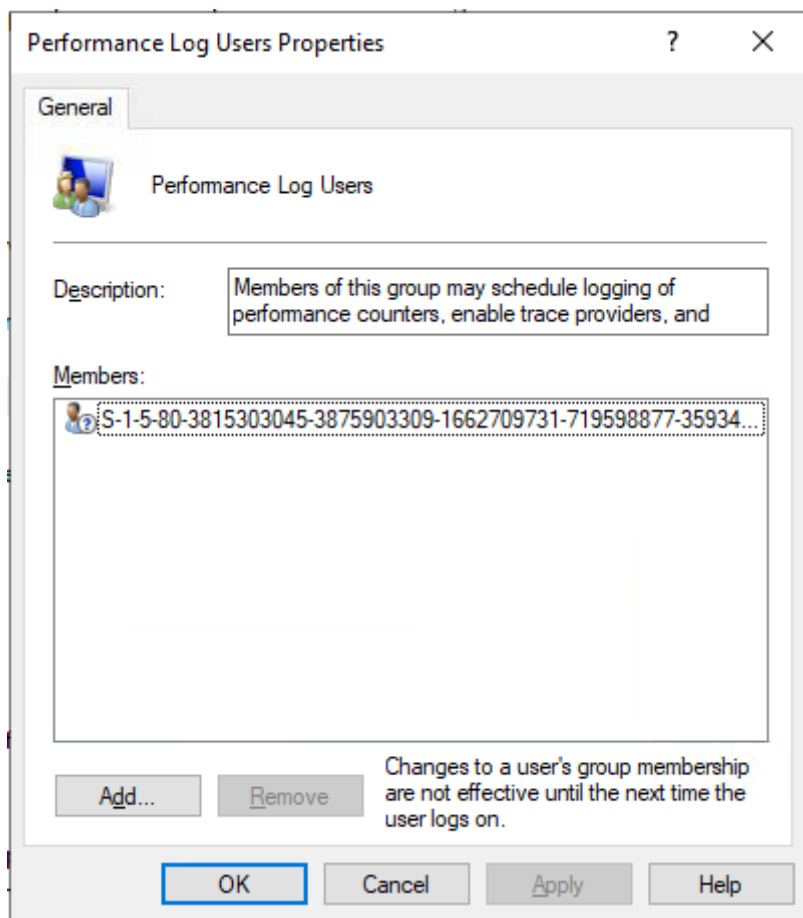 Performance Log Users Properties
?
General
Performance Log Users
Description:
Members of this group may schedule logging of
performance counters, enable trace providers, and
Members:
S-1-5-80-3815303045-3875903309-1662709731-719598877-35934...
Add...
Remove
Changes to a user's group membership
are not effective until the next time the
user logs on.
OK
Cancel
Apply
Help